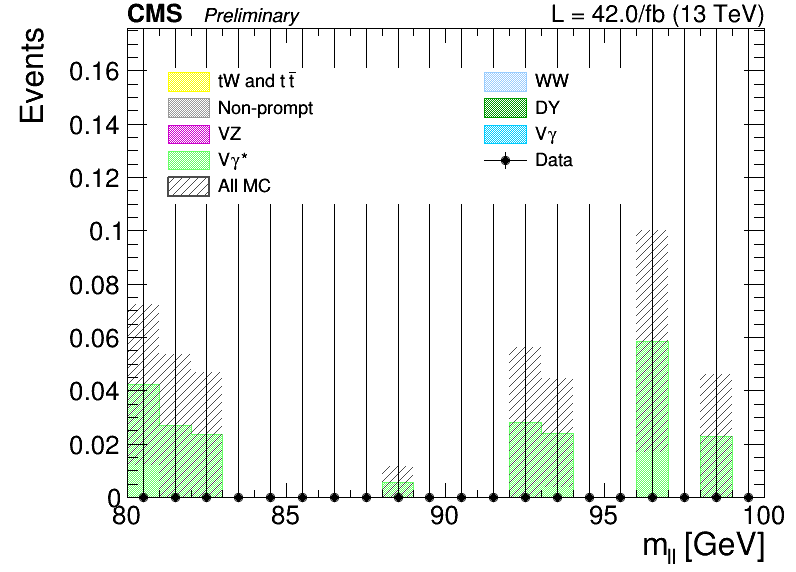 CMS Preliminary L = 42.0/fb (13 TeV)
Events
0.16
0.14
0.12
0.1
0.08
0.06
0.04
0.02
0
tW and t t̅
Non-prompt
VZ
Vγ*
All MC
WW
DY
Vγ
Data
80 85 90 95 100
m_ll [GeV]